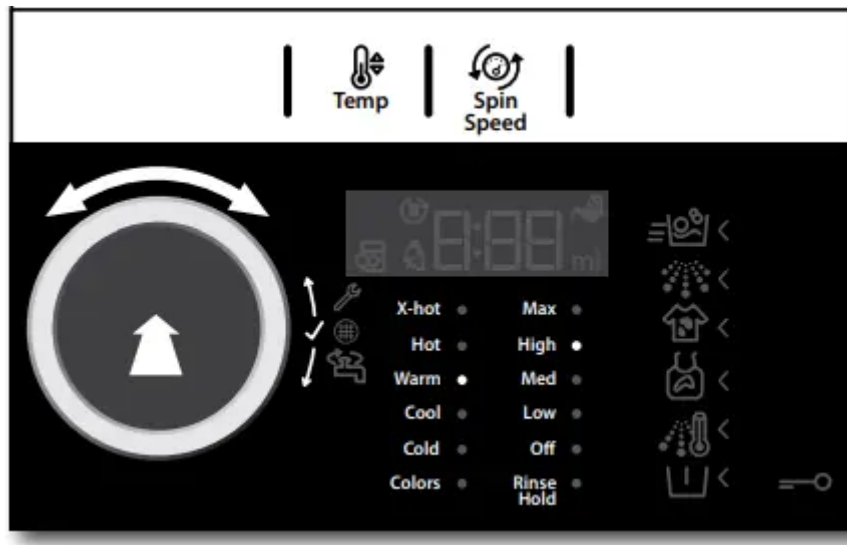 Temp
Spin
Speed
X-hot
Max
Hot
High
Warm
Med
Cool
Low
Cold
Off
Colors
Rinse
Hold